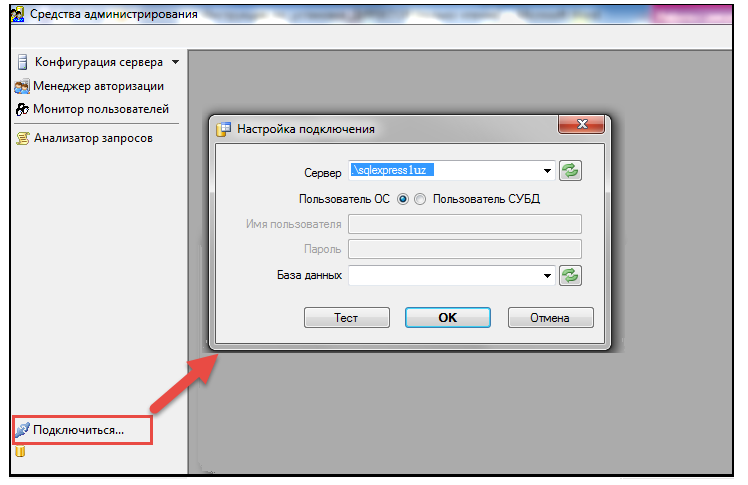 Средства администрирования
Конфигурация сервера
Менеджер авторизации
Монитор пользователей
Анализатор запросов
Настройка подключения
Сервер .\sqlexpress1uz
Пользователь ОС Пользователь СУБД
Имя пользователя
Пароль
База данных
Тест OK Отмена
Подключиться...